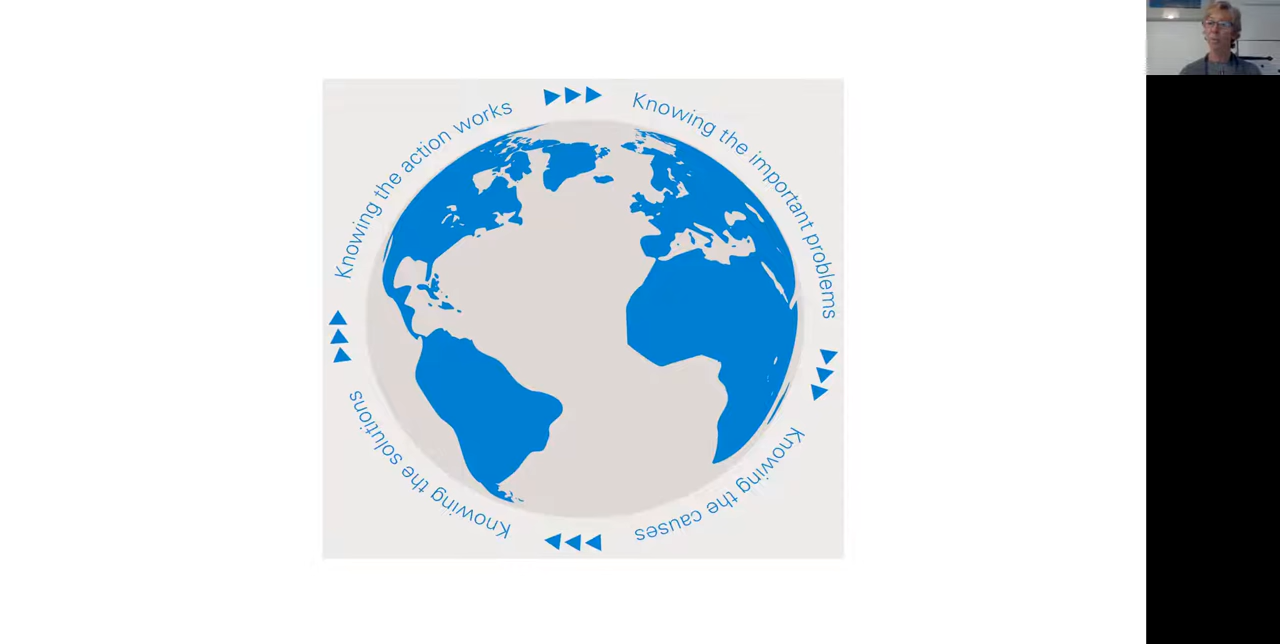 Knowing the important problems
Knowing the causes
Knowing the solutions
Knowing the action works